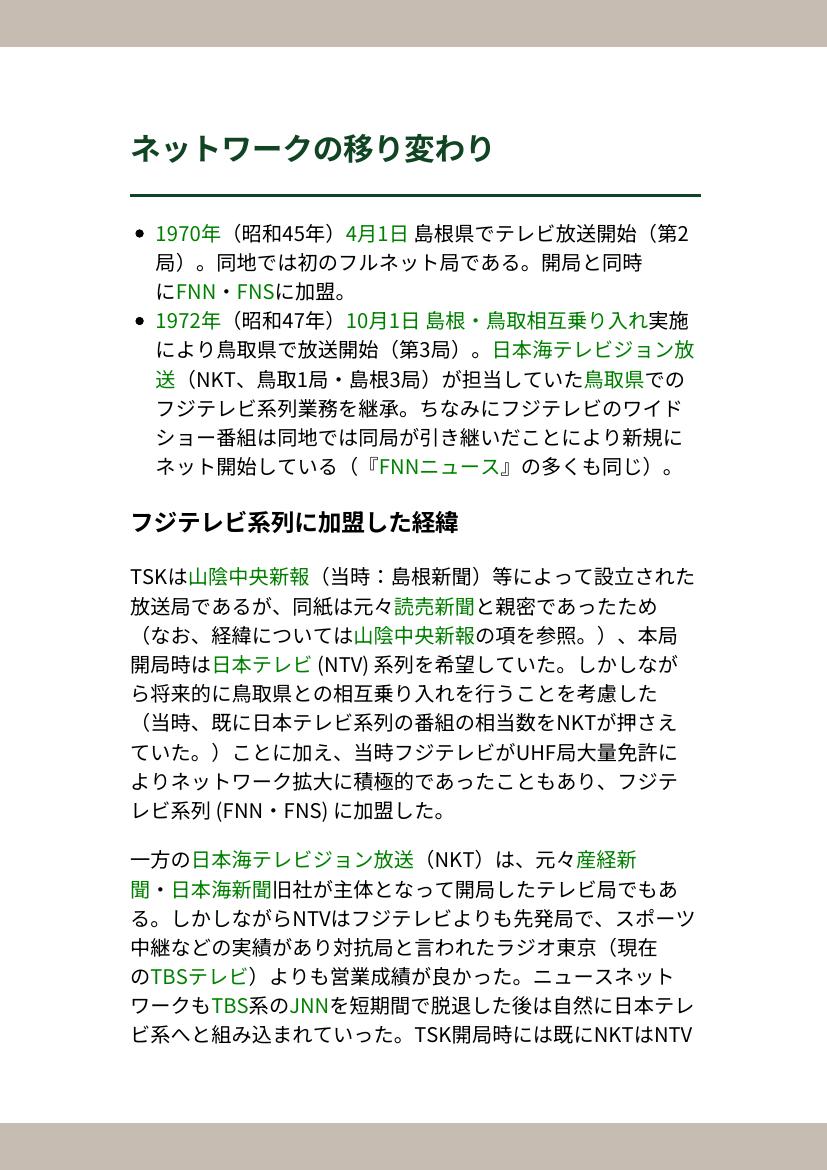 ネットワークの移り変わり
1970年（昭和45年）4月1日 島根県でテレビ放送開始（第2
局）。同地では初のフルネット局である。開局と同時
にFNN・FNSに加盟。
1972年（昭和47年）10月1日 島根・鳥取相互乗り入れ実施
により鳥取県で放送開始（第3局）。日本海テレビジョン放
送（NKT、鳥取1局・島根3局）が担当していた鳥取県での
フジテレビ系列業務を継承。ちなみにフジテレビのワイド
ショー番組は同地では同局が引き継いだことにより新規に
ネット開始している（『FNNニュース』の多くも同じ）。
フジテレビ系列に加盟した経緯
TSKは山陰中央新報（当時：島根新聞）等によって設立された
放送局であるが、同紙は元々読売新聞と親密であったため
（なお、経緯については山陰中央新報の項を参照。）、本局
開局時は日本テレビ (NTV) 系列を希望していた。しかしなが
ら将来的に鳥取県との相互乗り入れを行うことを考慮した
（当時、既に日本テレビ系列の番組の相当数をNKTが押さえ
ていた。）ことに加え、当時フジテレビがUHF局大量免許に
よりネットワーク拡大に積極的であったこともあり、フジテ
レビ系列 (FNN・FNS) に加盟した。
一方の日本海テレビジョン放送（NKT）は、元々産経新
聞・日本海新聞旧社が主体となって開局したテレビ局でもあ
る。しかしながらNTVはフジテレビよりも先発局で、スポーツ
中継などの実績があり対抗局と言われたラジオ東京（現在
のTBSテレビ）よりも営業成績が良かった。ニュースネット
ワークもTBS系のJNNを短期間で脱退した後は自然に日本テレ
ビ系へと組み込まれていった。TSK開局時には既にNKTはNTV